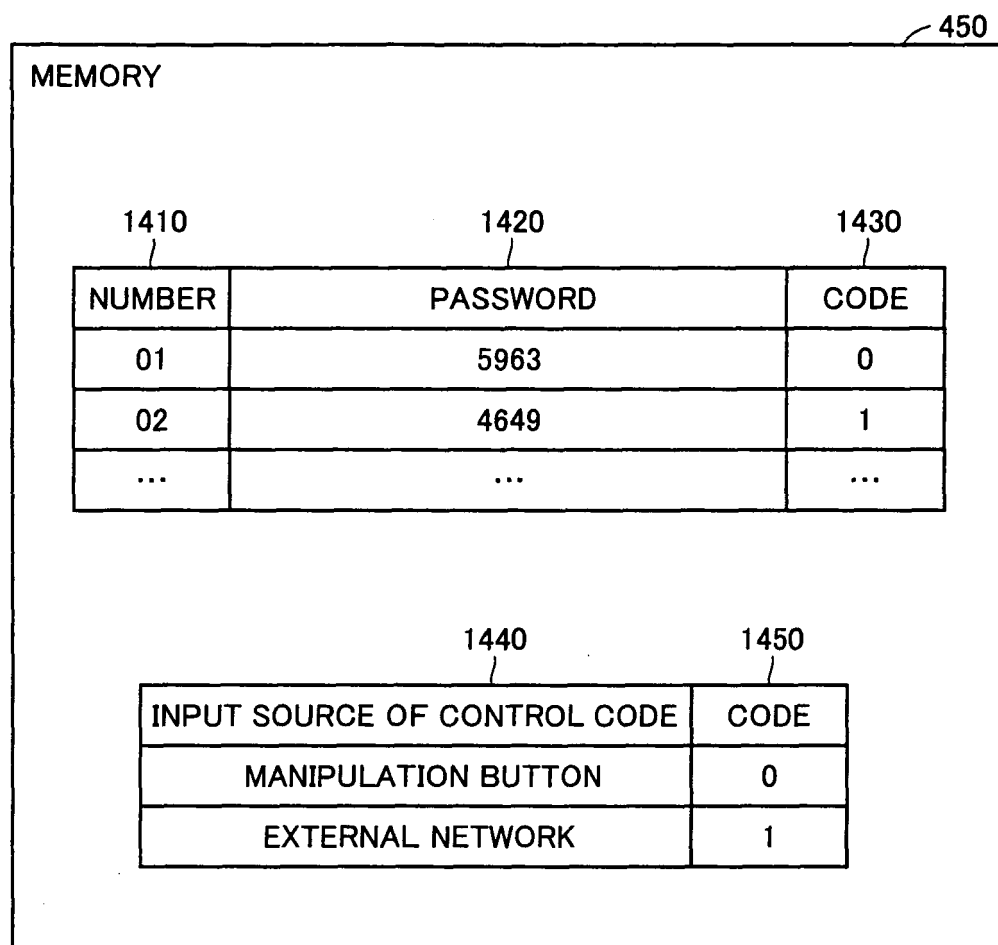 450
MEMORY
1410 1420 1430
NUMBER PASSWORD CODE
01 5963 0
02 4649 1
... ... ...
1440 1450
INPUT SOURCE OF CONTROL CODE CODE
MANIPULATION BUTTON 0
EXTERNAL NETWORK 1